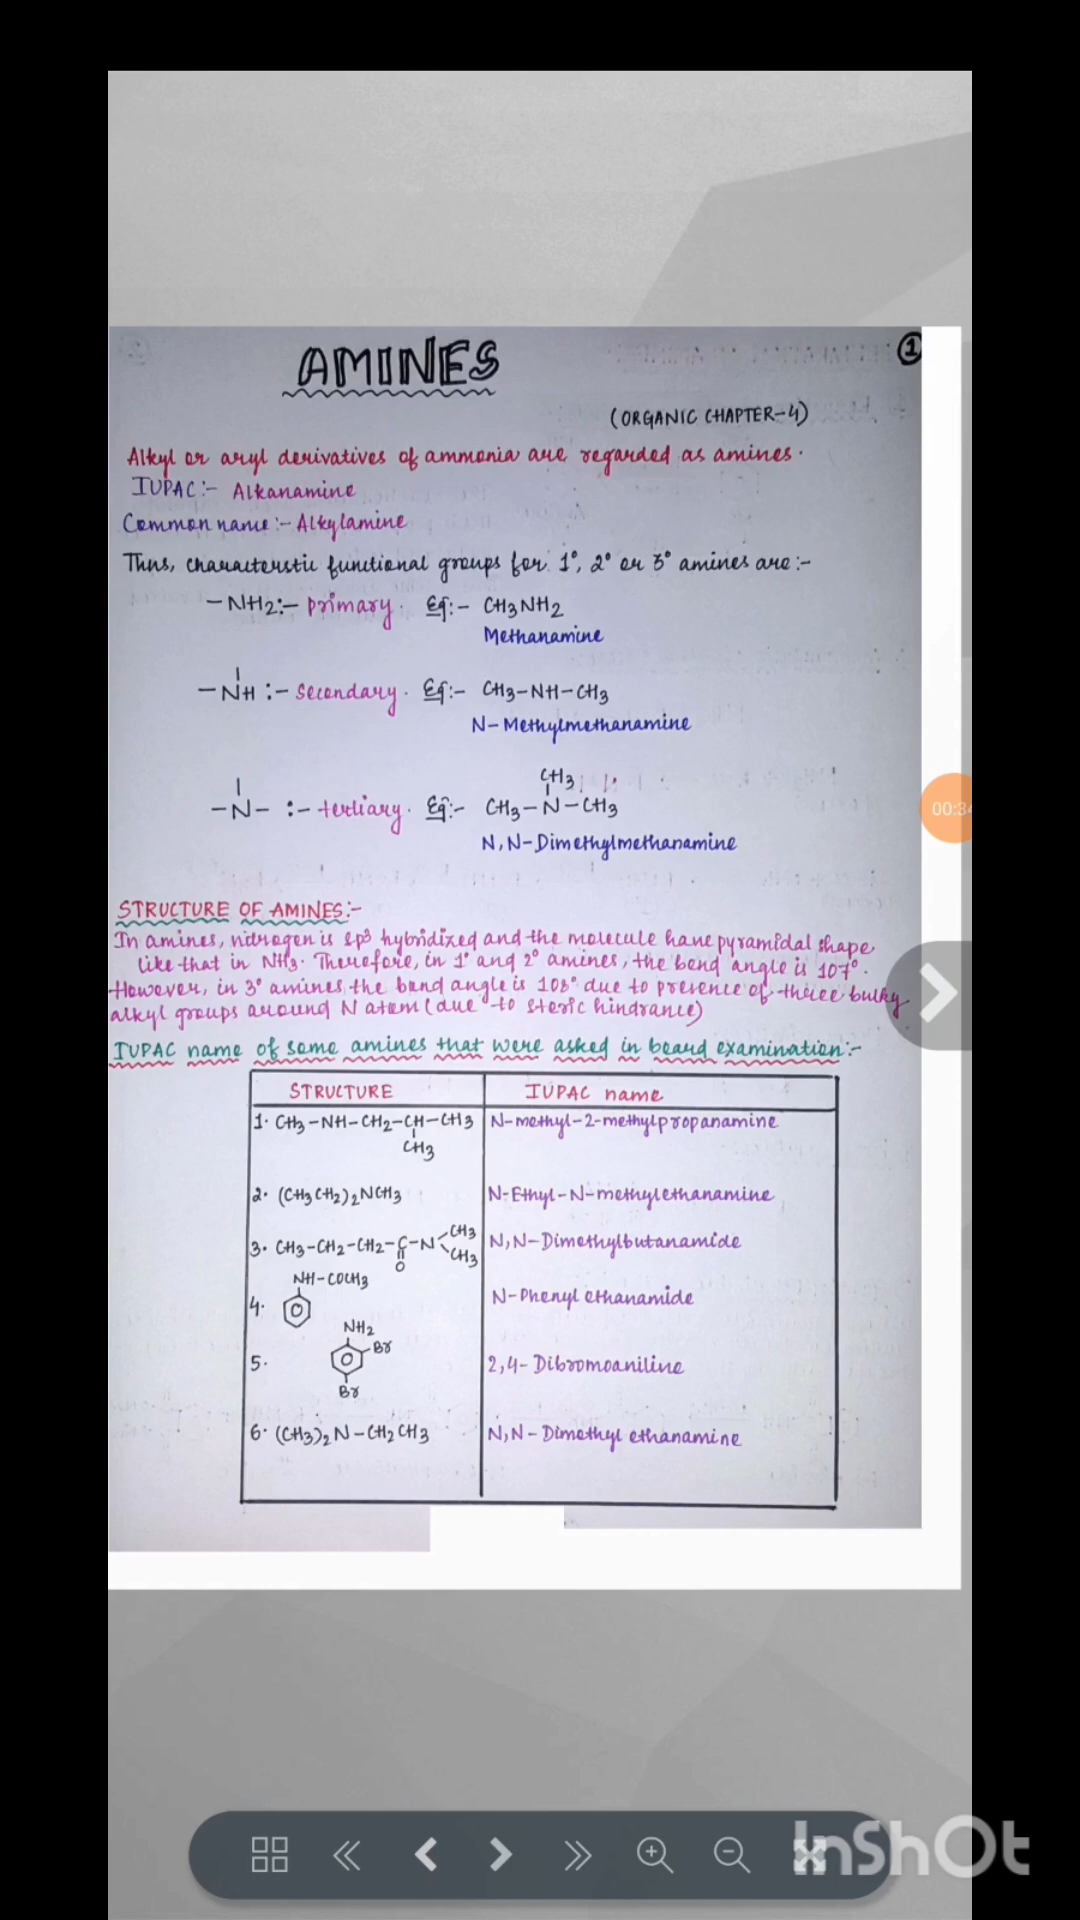 AMINES
1
(ORGANIC CHAPTER-4)
Alkyl or aryl derivatives of ammonia are regarded as amines.
IUPAC:- Alkanamine
Common name:- Alkylamine
Thus, characterstic functional groups for 1°, 2° or 3° amines are:-
-NH2:- primary. Eg:- CH3NH2
Methanamine
-NH :- secondary. Eg:- CH3-NH-CH3
N-Methylmethanamine
CH3
-N- :- tertiary. Eg:- CH3-N-CH3
N,N-Dimethylmethanamine
STRUCTURE OF AMINES:-
In amines, nitrogen is sp3 hybridized and the molecule have pyramidal shape
like that in NH3. Therefore, in 1° and 2° amines, the bond angle is 107°.
However, in 3° amines the bond angle is 108° due to presence of three bulky
alkyl groups around N atom (due to steric hindrance)
IUPAC name of some amines that were asked in board examination:-
STRUCTURE IUPAC name
1. CH3-NH-CH2-CH-CH3 N-methyl-2-methylpropanamine
CH3
2. (CH3CH2)2NCH3 N-Ethyl-N-methylethanamine
CH3
3. CH3-CH2-CH2-C-N N,N-Dimethylbutanamide
CH3
O
NH-COCH3
4. N-Phenyl ethanamide
NH2
Br
5. 2,4-Dibromoaniline
Br
6. (CH3)2N-CH2CH3 N,N-Dimethyl ethanamine
00:34
InShOt